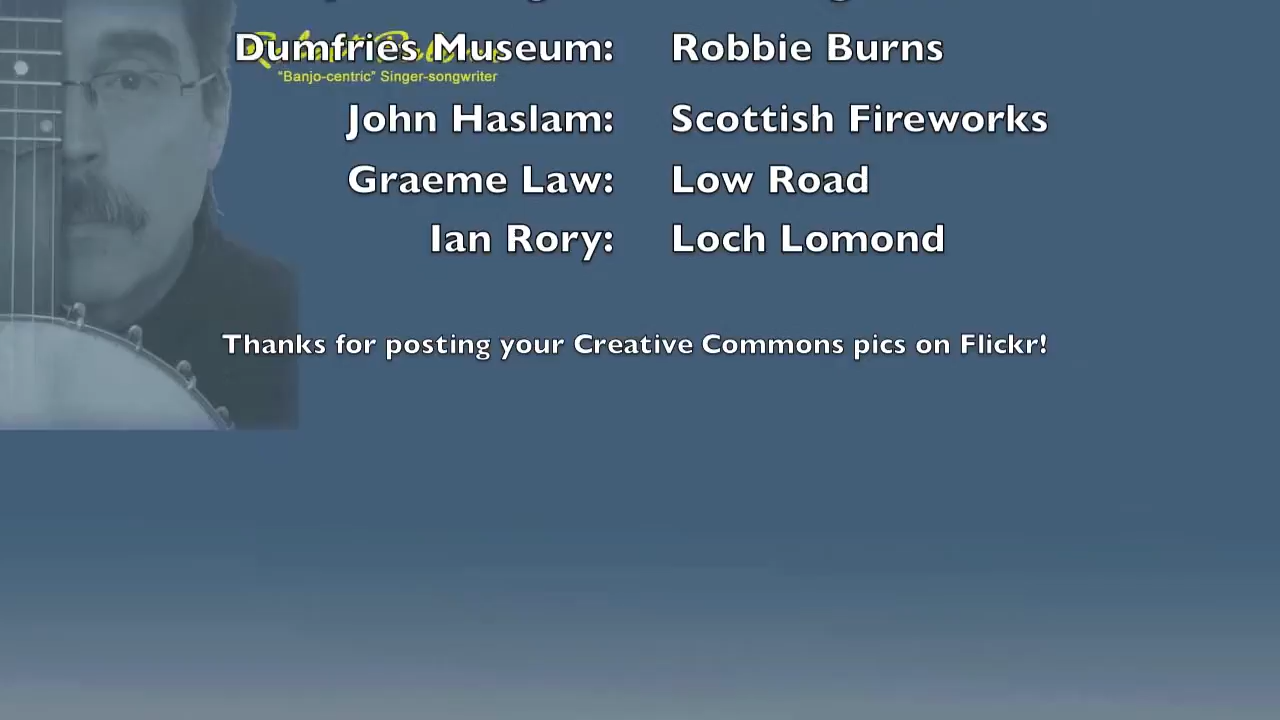 Dumfries Museum: Robbie Burns
"Banjo-centric" Singer-songwriter
John Haslam: Scottish Fireworks
Graeme Law: Low Road
Ian Rory: Loch Lomond
Thanks for posting your Creative Commons pics on Flickr!